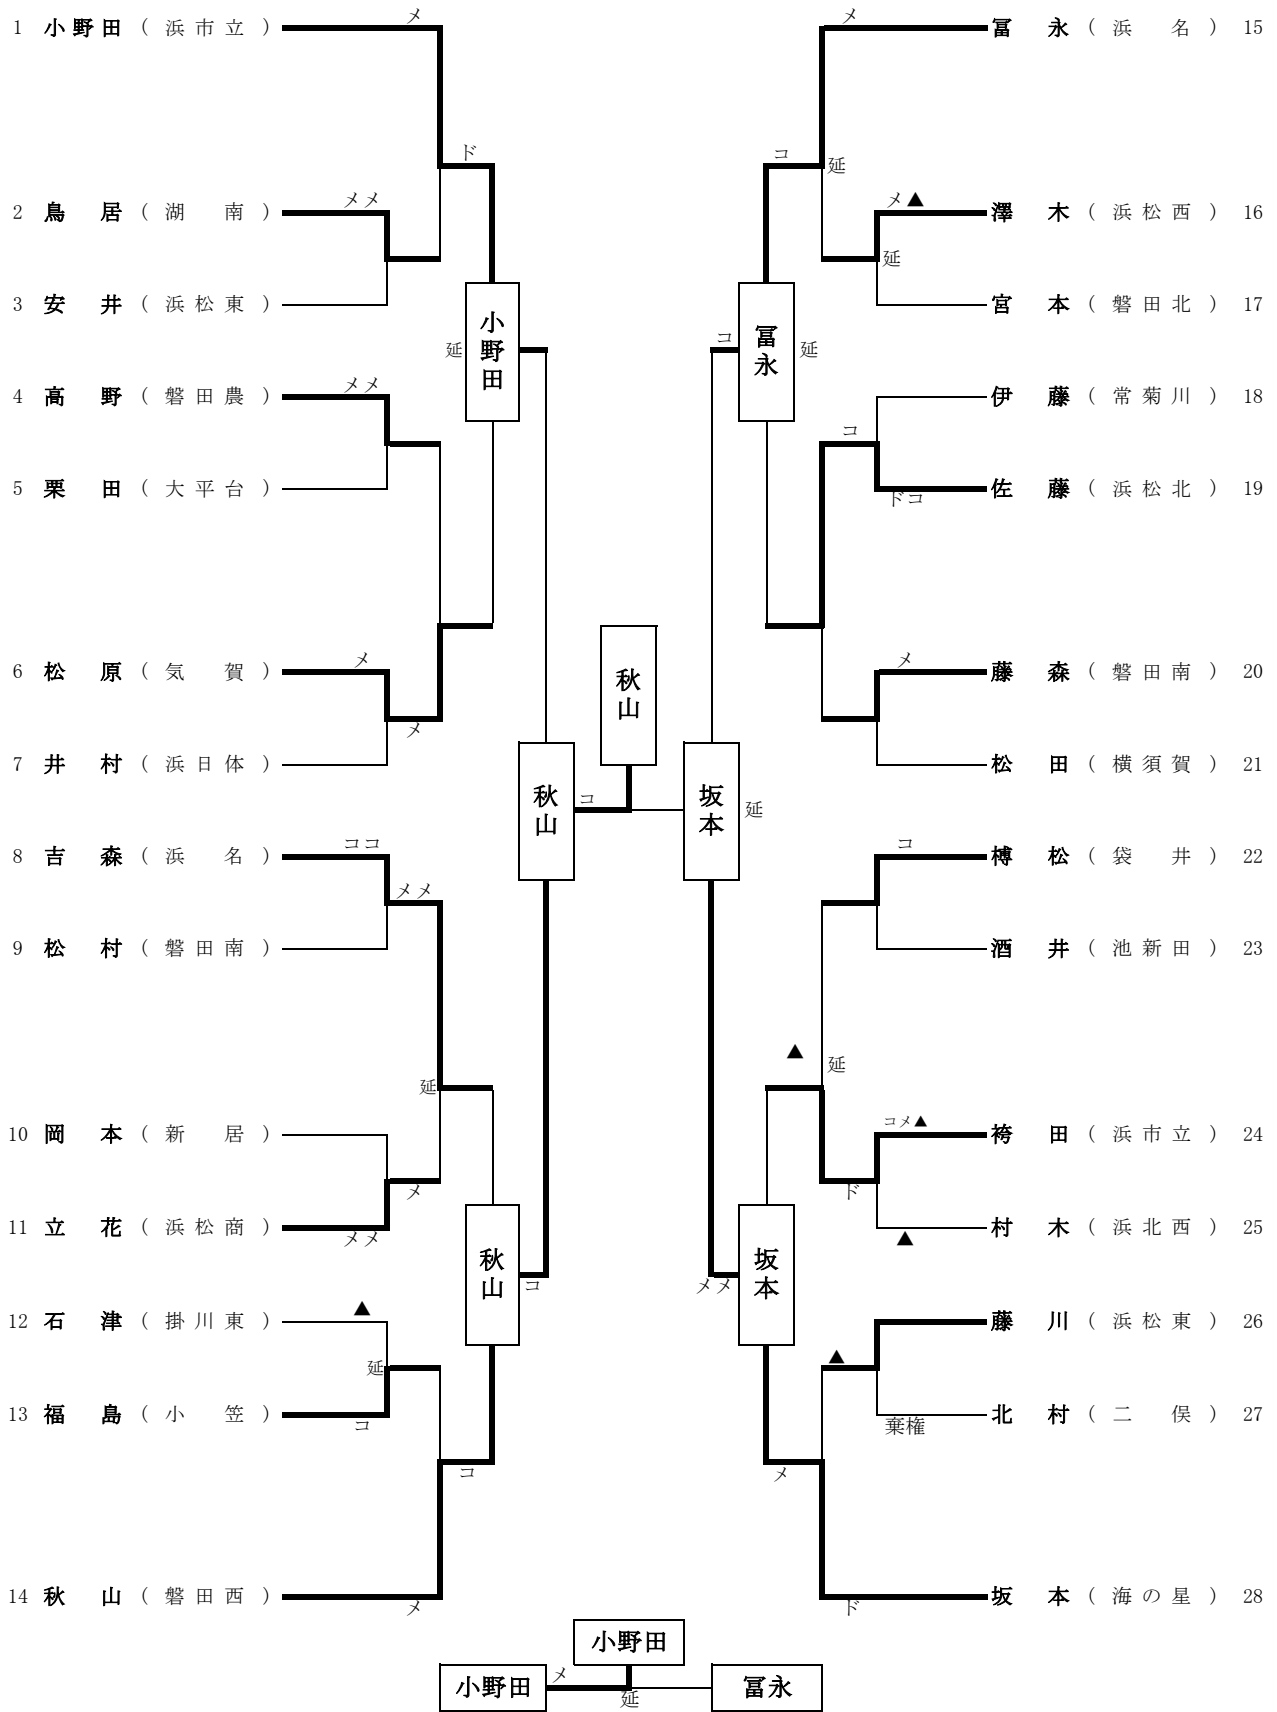 メ
メ
1 小野田 ( 浜市立 )
冨永 ( 浜名 ) 15
ド
コ
延
メメ
メ▲
2 鳥居 ( 湖南 )
澤木 ( 浜松西 ) 16
延
3 安井 ( 浜松東 )
宮本 ( 磐田北 ) 17
小野田
冨永
延
コ
延
メメ
4 高野 ( 磐田農 )
伊藤 ( 常菊川 ) 18
コ
5 栗田 ( 大平台 )
佐藤 ( 浜松北 ) 19
ドコ
メ
メ
6 松原 ( 気賀 )
藤森 ( 磐田南 ) 20
秋山
メ
7 井村 ( 浜日体 )
松田 ( 横須賀 ) 21
秋山
コ
坂本
延
ココ
コ
8 吉森 ( 浜名 )
榑松 ( 袋井 ) 22
メメ
9 松村 ( 磐田南 )
酒井 ( 池新田 ) 23
▲
延
延
コメ▲
10 岡本 ( 新居 )
袴田 ( 浜市立 ) 24
メ
ド
11 立花 ( 浜松商 )
村木 ( 浜北西 ) 25
メメ
▲
秋山
坂本
コ
メメ
▲
12 石津 ( 掛川東 )
藤川 ( 浜松東 ) 26
延
▲
13 福島 ( 小笠 )
北村 ( 二俣 ) 27
コ
棄権
コ
メ
14 秋山 ( 磐田西 )
坂本 ( 海の星 ) 28
メ
ド
小野田
小野田
メ
延
冨永